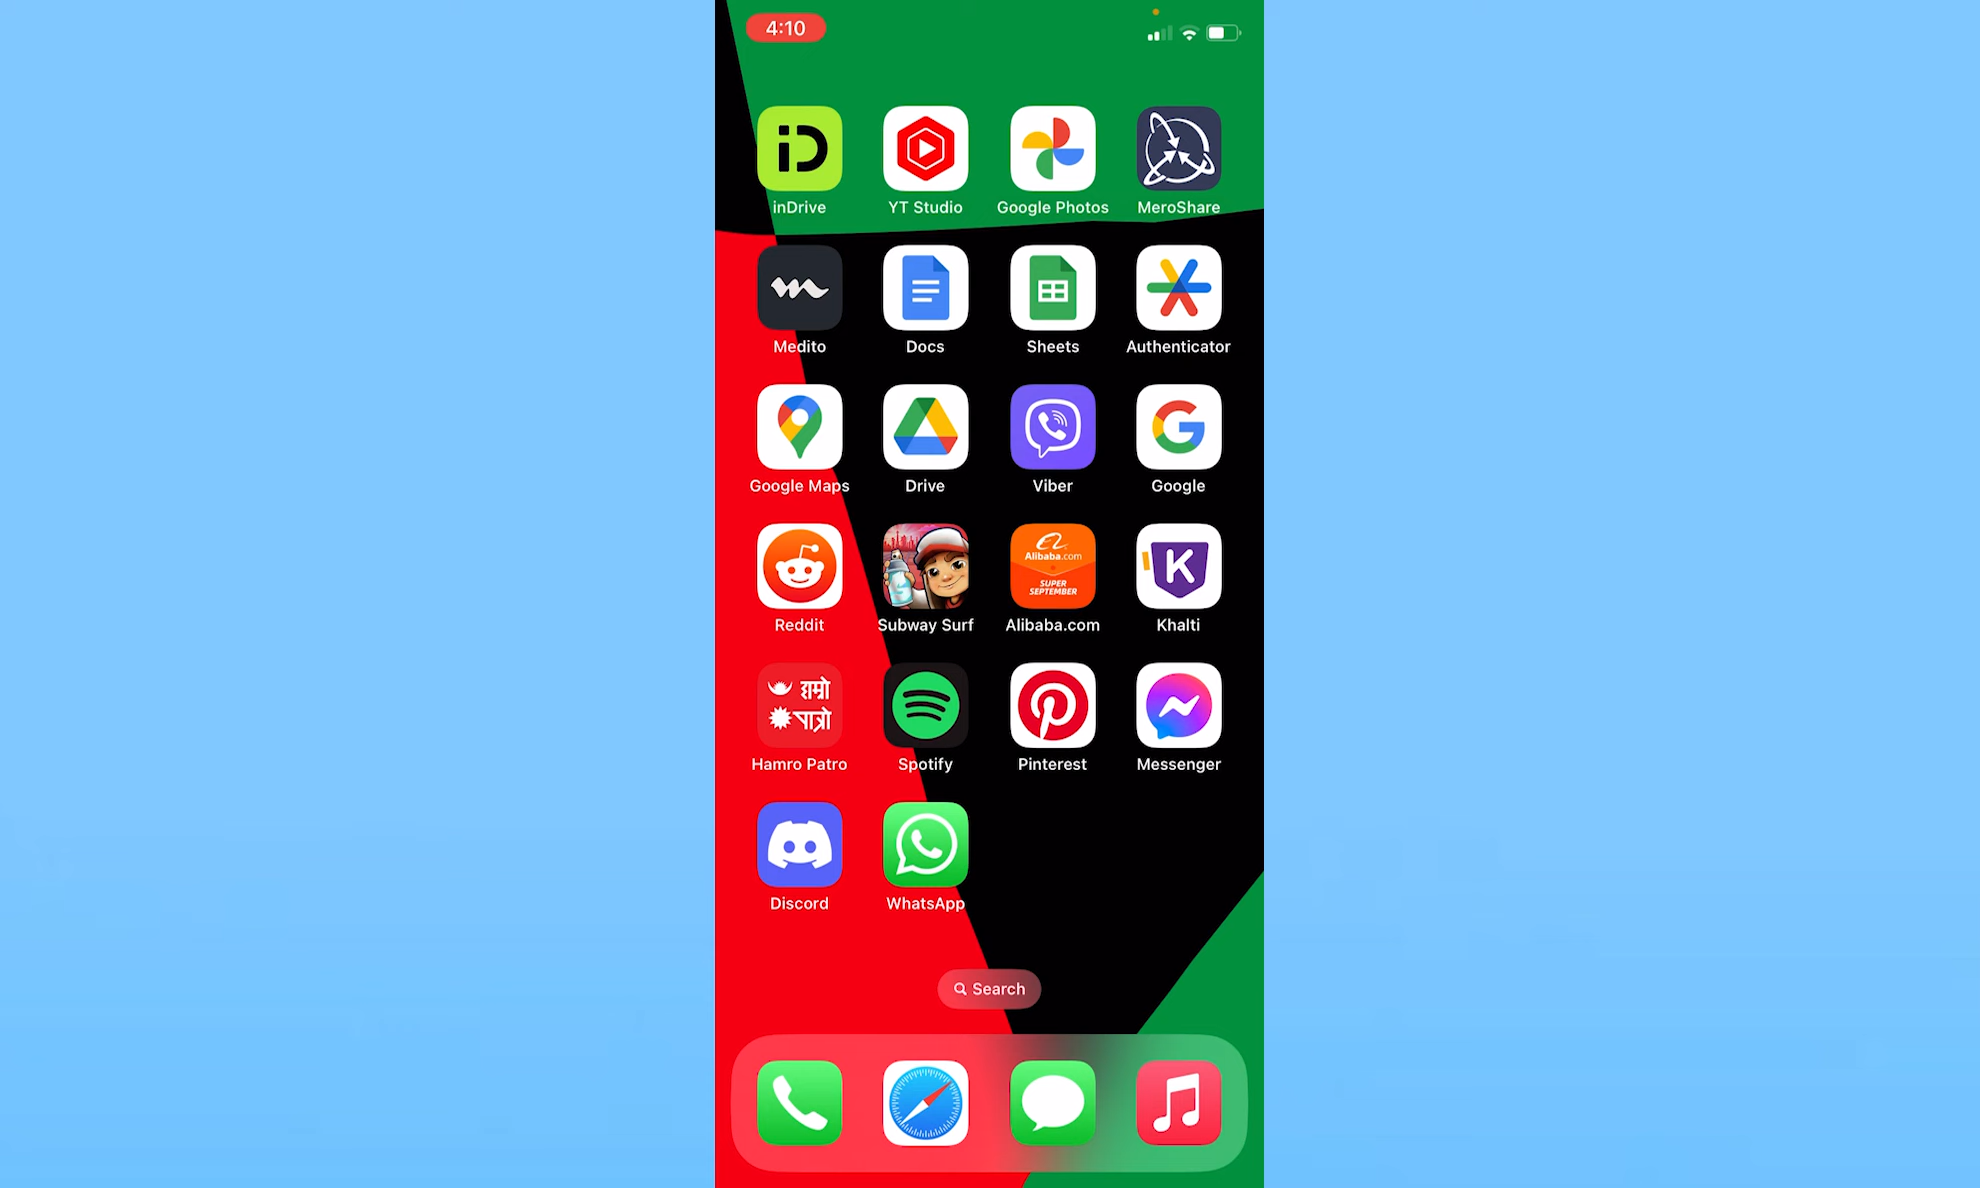 4:10
iD
inDrive
YT Studio
Google Photos
MeroShare
Medito
Docs
Sheets
Authenticator
Google Maps
Drive
Viber
G
Google
Reddit
Subway Surf
Alibaba.com
SUPER
SEPTEMBER
Alibaba.com
K
Khalti
हाम्रो
पात्रो
Hamro Patro
Spotify
Pinterest
Messenger
Discord
WhatsApp
Search